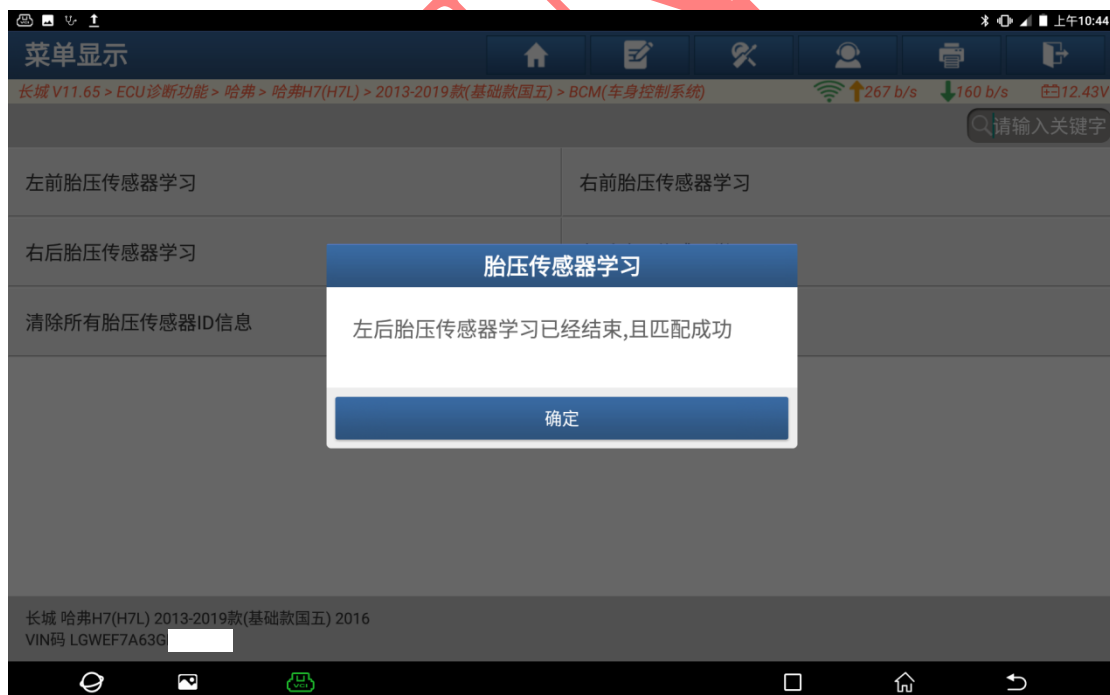 上午10:44
菜单显示
长城 V11.65 > ECU诊断功能 > 哈弗 > 哈弗H7(H7L) > 2013-2019款(基础款国五) > BCM(车身控制系统)
267 b/s
160 b/s
12.43V
请输入关键字
左前胎压传感器学习
右前胎压传感器学习
右后胎压传感器学习
清除所有胎压传感器ID信息
胎压传感器学习
左后胎压传感器学习已经结束,且匹配成功
确定
长城 哈弗H7(H7L) 2013-2019款(基础款国五) 2016
VIN码 LGWEF7A63G
VCI